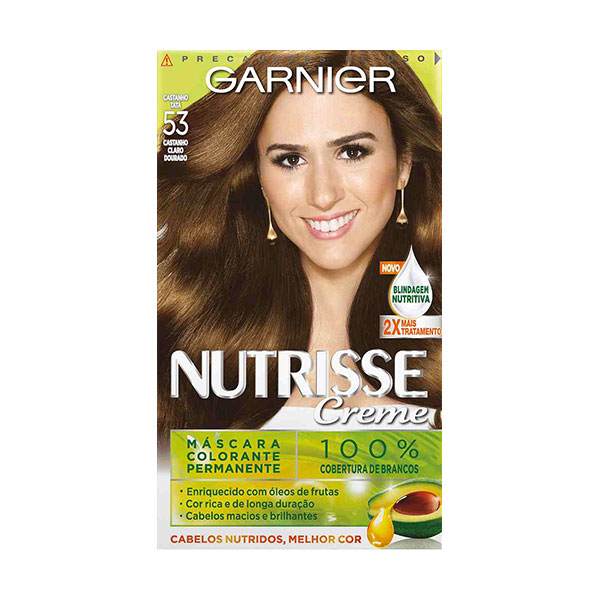 PRECAU
SO
GARNIER
CASTANHO
TATÁ
53
CASTANHO
CLARO
DOURADO
NOVO
BLINDAGEM
NUTRITIVA
2X MAIS
TRATAMENTO
NUTRISSE
Creme
MÁSCARA
COLORANTE
PERMANENTE
100%
COBERTURA DE BRANCOS
• Enriquecido com óleos de frutas
• Cor rica e de longa duração
• Cabelos macios e brilhantes
CABELOS NUTRIDOS, MELHOR COR